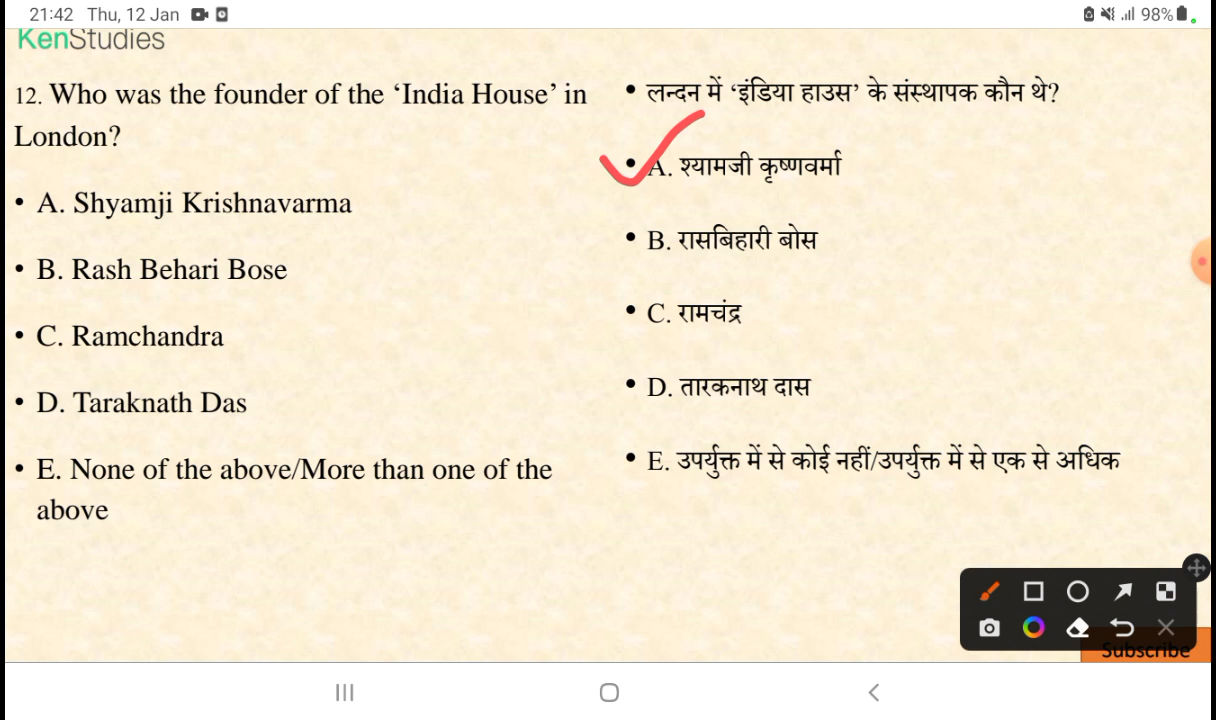 21:42 Thu, 12 Jan
98%
KenStudies
12. Who was the founder of the ‘India House’ in
London?
• A. Shyamji Krishnavarma
• B. Rash Behari Bose
• C. Ramchandra
• D. Taraknath Das
• E. None of the above/More than one of the
above
• लन्दन में ‘इंडिया हाउस’ के संस्थापक कौन थे?
• A. श्यामजी कृष्णवर्मा
• B. रासबिहारी बोस
• C. रामचंद्र
• D. तारकनाथ दास
• E. उपर्युक्त में से कोई नहीं/उपर्युक्त में से एक से अधिक
Subscribe